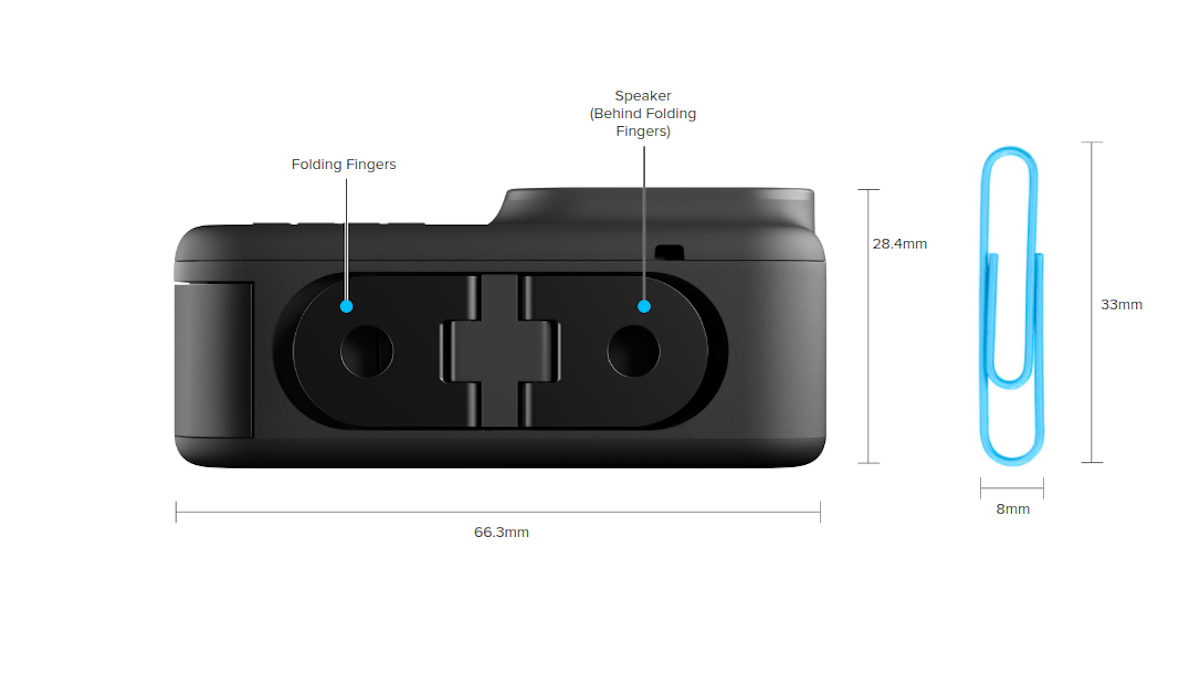 Speaker
(Behind Folding
Fingers)
Folding Fingers
28.4mm
33mm
8mm
66.3mm